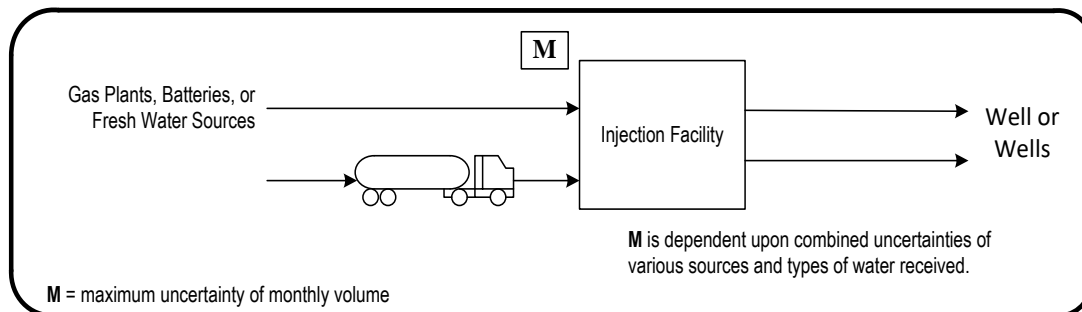 M
Gas Plants, Batteries, or
Fresh Water Sources
Injection Facility
Well or
Wells
M is dependent upon combined uncertainties of
various sources and types of water received.
M = maximum uncertainty of monthly volume